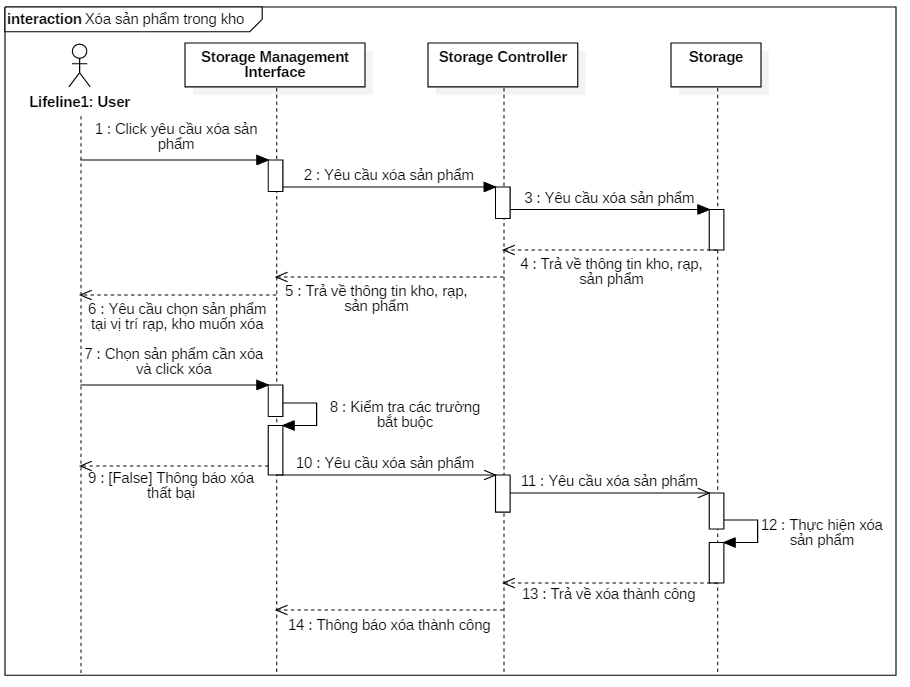 interaction Xóa sản phẩm trong kho
Lifeline1: User
Storage Management
Interface
Storage Controller
Storage
1 : Click yêu cầu xóa sản
phẩm
2 : Yêu cầu xóa sản phẩm
3 : Yêu cầu xóa sản phẩm
4 : Trả về thông tin kho, rạp,
sản phẩm
5 : Trả về thông tin kho, rạp,
sản phẩm
6 : Yêu cầu chọn sản phẩm
tại vị trí rạp, kho muốn xóa
7 : Chọn sản phẩm cần xóa
và click xóa
8 : Kiểm tra các trường
bắt buộc
9 : [False] Thông báo xóa
thất bại
10 : Yêu cầu xóa sản phẩm
11 : Yêu cầu xóa sản phẩm
12 : Thực hiện xóa
sản phẩm
13 : Trả về xóa thành công
14 : Thông báo xóa thành công